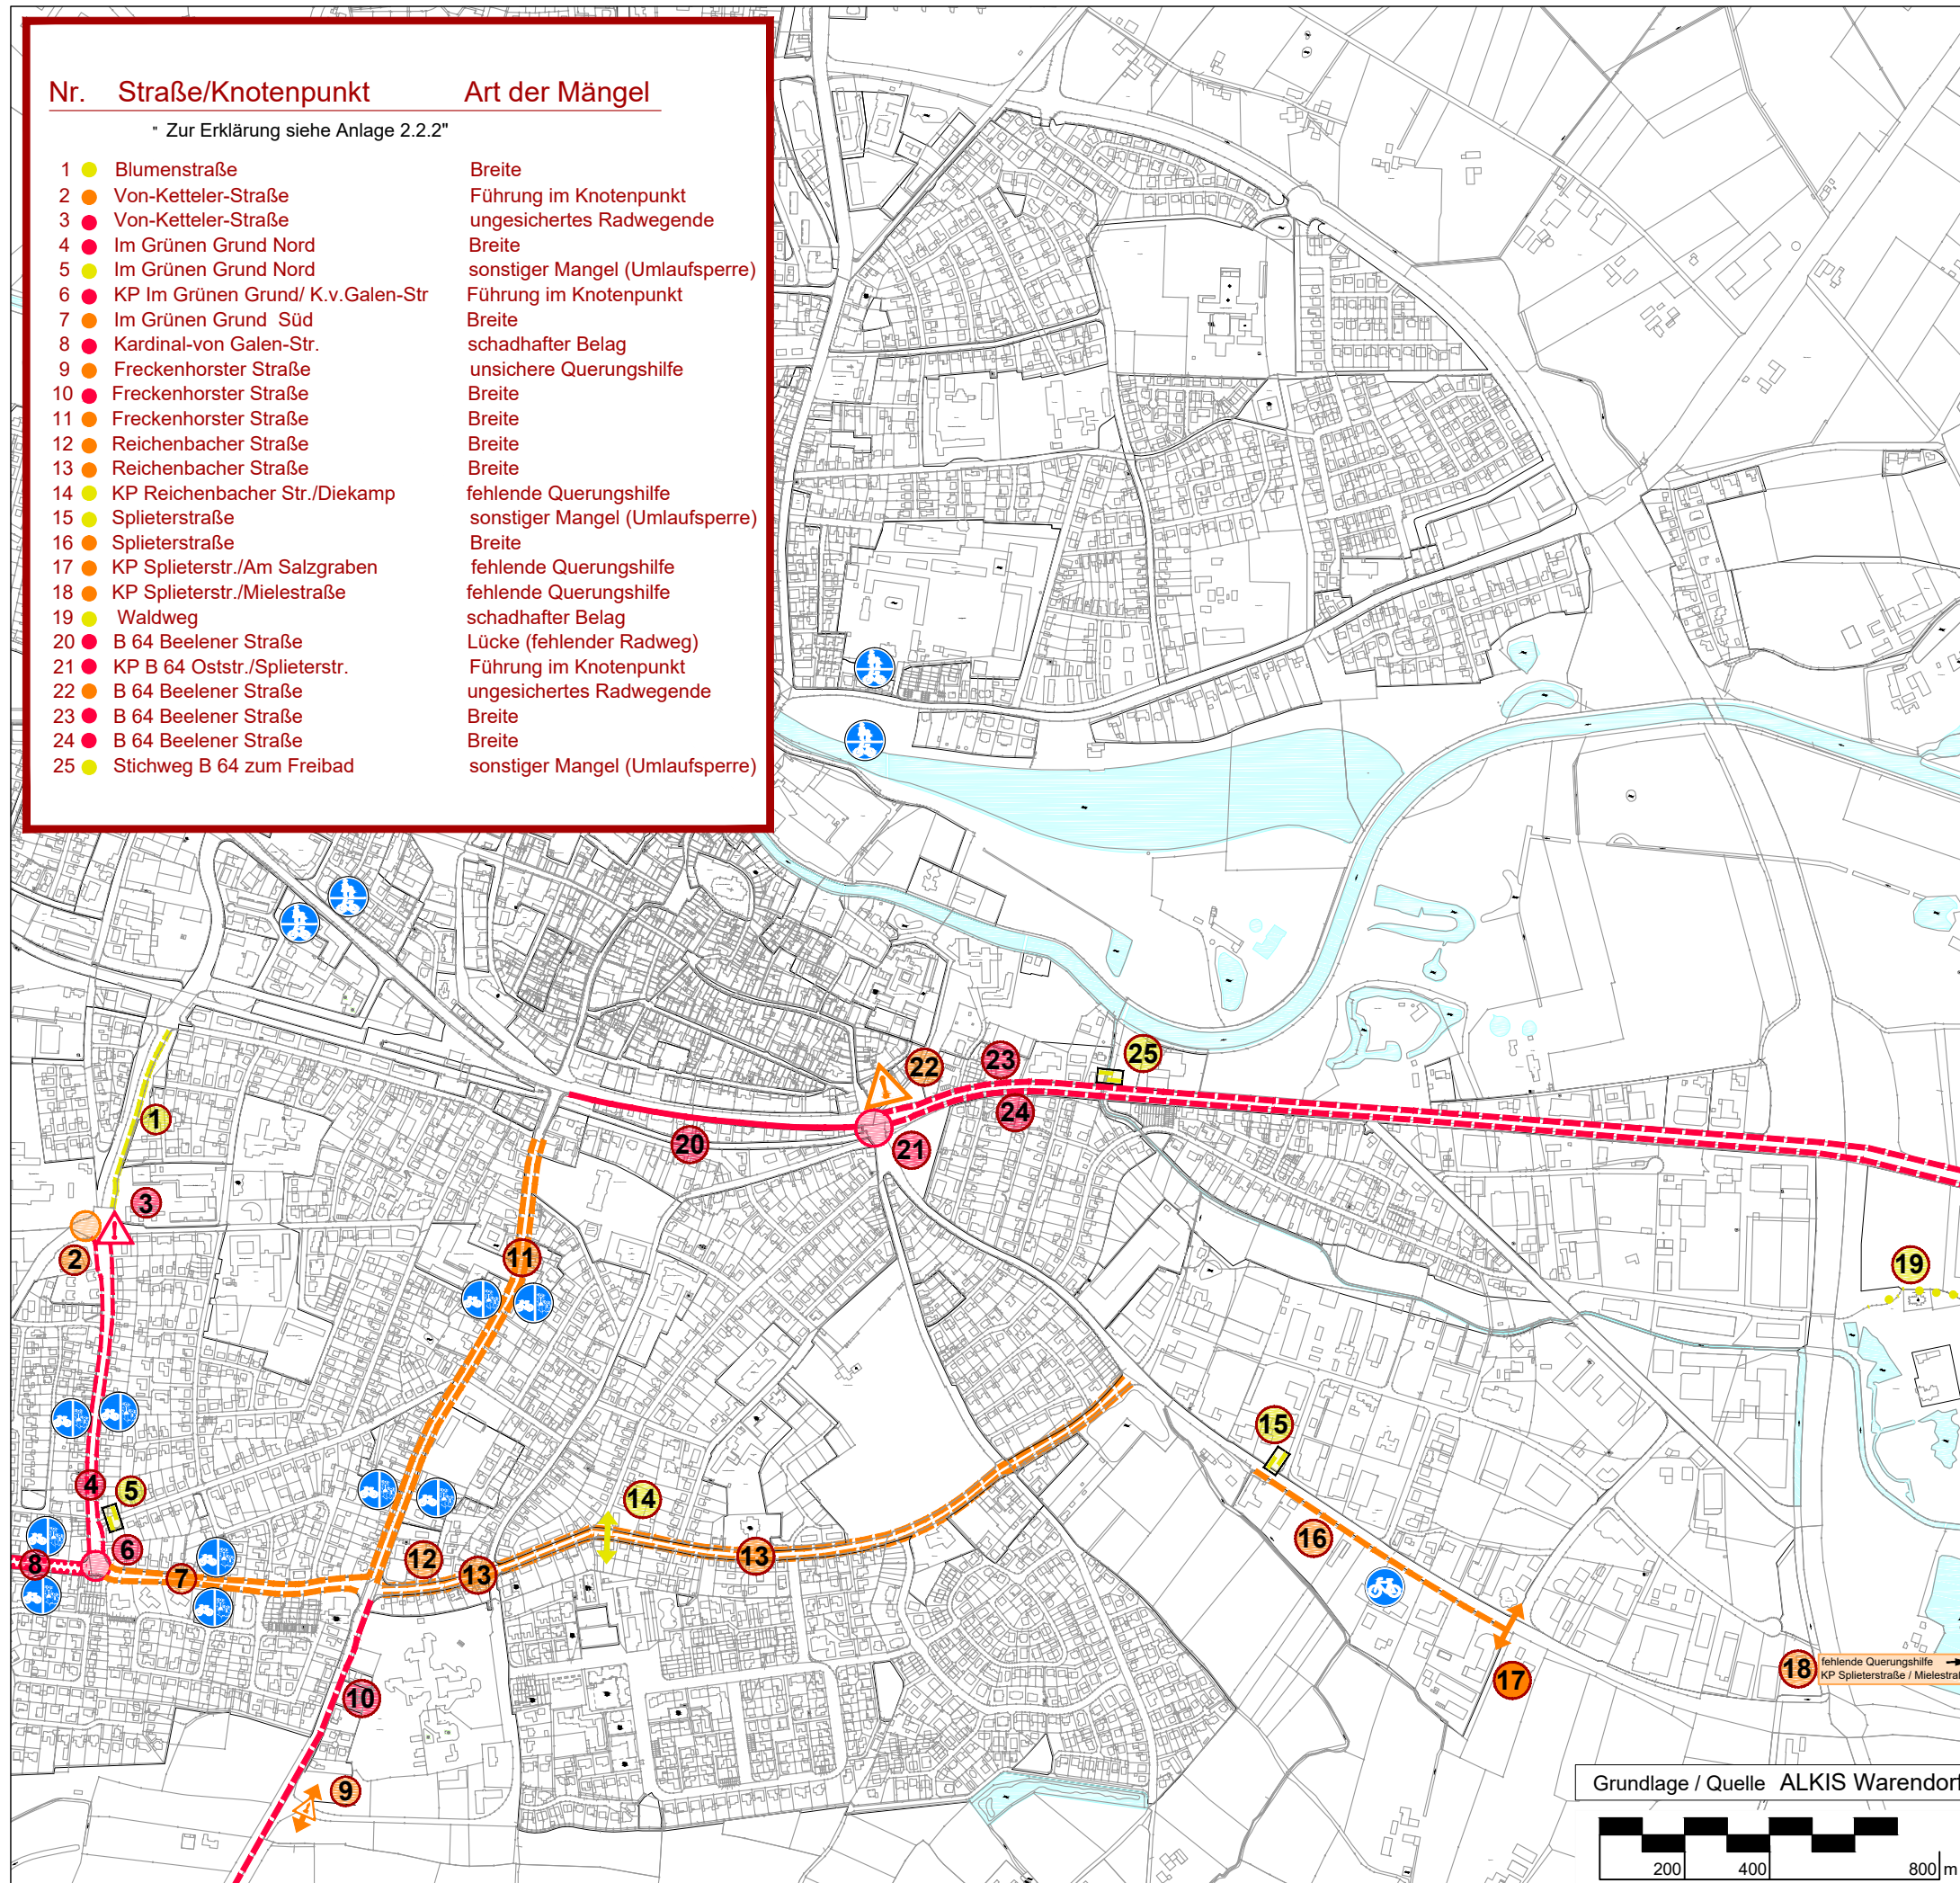 Nr. Straße/Knotenpunkt Art der Mängel
" Zur Erklärung siehe Anlage 2.2.2"
1 Blumenstraße Breite
2 Von-Ketteler-Straße Führung im Knotenpunkt
3 Von-Ketteler-Straße ungesichertes Radwegende
4 Im Grünen Grund Nord Breite
5 Im Grünen Grund Nord sonstiger Mangel (Umlaufsperre)
6 KP Im Grünen Grund/ K.v.Galen-Str Führung im Knotenpunkt
7 Im Grünen Grund Süd Breite
8 Kardinal-von Galen-Str. schadhafter Belag
9 Freckenhorster Straße unsichere Querungshilfe
10 Freckenhorster Straße Breite
11 Freckenhorster Straße Breite
12 Reichenbacher Straße Breite
13 Reichenbacher Straße Breite
14 KP Reichenbacher Str./Diekamp fehlende Querungshilfe
15 Splieterstraße sonstiger Mangel (Umlaufsperre)
16 Splieterstraße Breite
17 KP Splieterstr./Am Salzgraben fehlende Querungshilfe
18 KP Splieterstr./Mielestraße fehlende Querungshilfe
19 Waldweg schadhafter Belag
20 B 64 Beelener Straße Lücke (fehlender Radweg)
21 KP B 64 Oststr./Splieterstr. Führung im Knotenpunkt
22 B 64 Beelener Straße ungesichertes Radwegende
23 B 64 Beelener Straße Breite
24 B 64 Beelener Straße Breite
25 Stichweg B 64 zum Freibad sonstiger Mangel (Umlaufsperre)
22
23
25
1
24
20
21
3
2
11
19
15
4
5
14
16
6
8
7
12
13
13
18
fehlende Querungshilfe
KP Splieterstraße / Mielestraß
17
10
9
Grundlage / Quelle ALKIS Warendorf
200 400 800 m